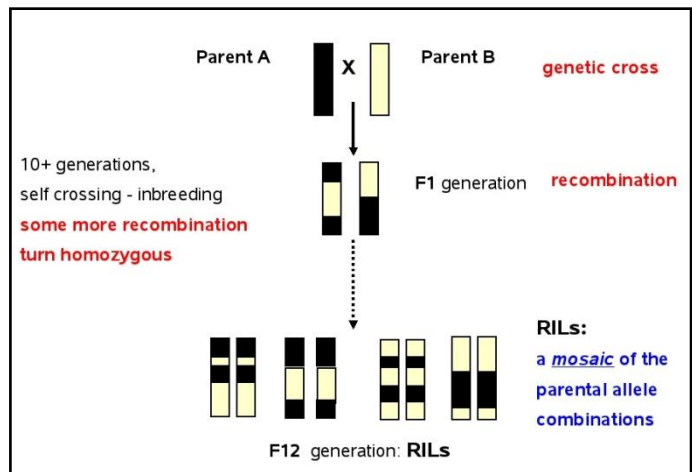 Parent A X Parent B genetic cross
10+ generations,
self crossing - inbreeding
some more recombination
turn homozygous
F1 generation recombination
RILs:
a mosaic of the
parental allele
combinations
F12 generation: RILs